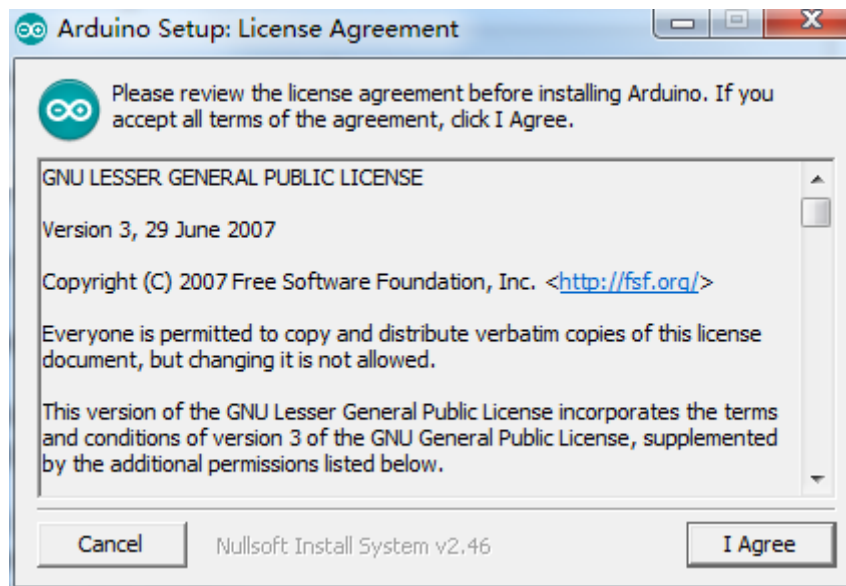 Arduino Setup: License Agreement
Please review the license agreement before installing Arduino. If you
accept all terms of the agreement, click I Agree.
GNU LESSER GENERAL PUBLIC LICENSE
Version 3, 29 June 2007
Copyright (C) 2007 Free Software Foundation, Inc. <http://fsf.org/>
Everyone is permitted to copy and distribute verbatim copies of this license
document, but changing it is not allowed.
This version of the GNU Lesser General Public License incorporates the terms
and conditions of version 3 of the GNU General Public License, supplemented
by the additional permissions listed below.
Cancel
Nullsoft Install System v2.46
I Agree